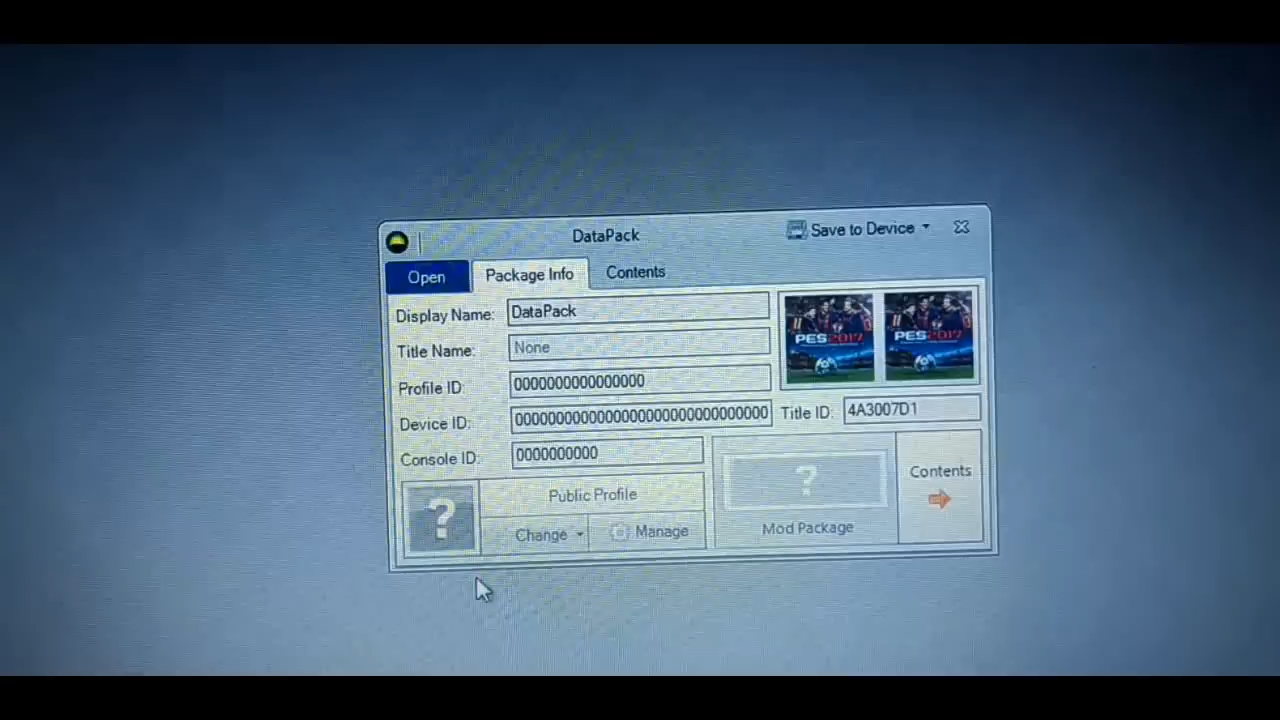 DataPack
Save to Device
Open
Package Info
Contents
Display Name:
DataPack
Title Name:
None
Profile ID:
0000000000000000
Device ID:
0000000000000000000000000000
Title ID:
4A3007D1
Console ID:
0000000000
PES2017
PES2017
?
Public Profile
Change
Manage
?
Mod Package
Contents